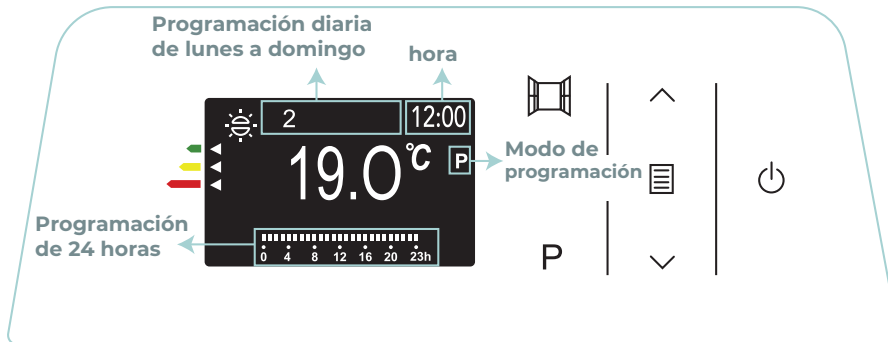 Programación diaria
de lunes a domingo
hora
2
12:00
19.0°C
P
Modo de
programación
Programación
de 24 horas
0 4 8 12 16 20 23h
P